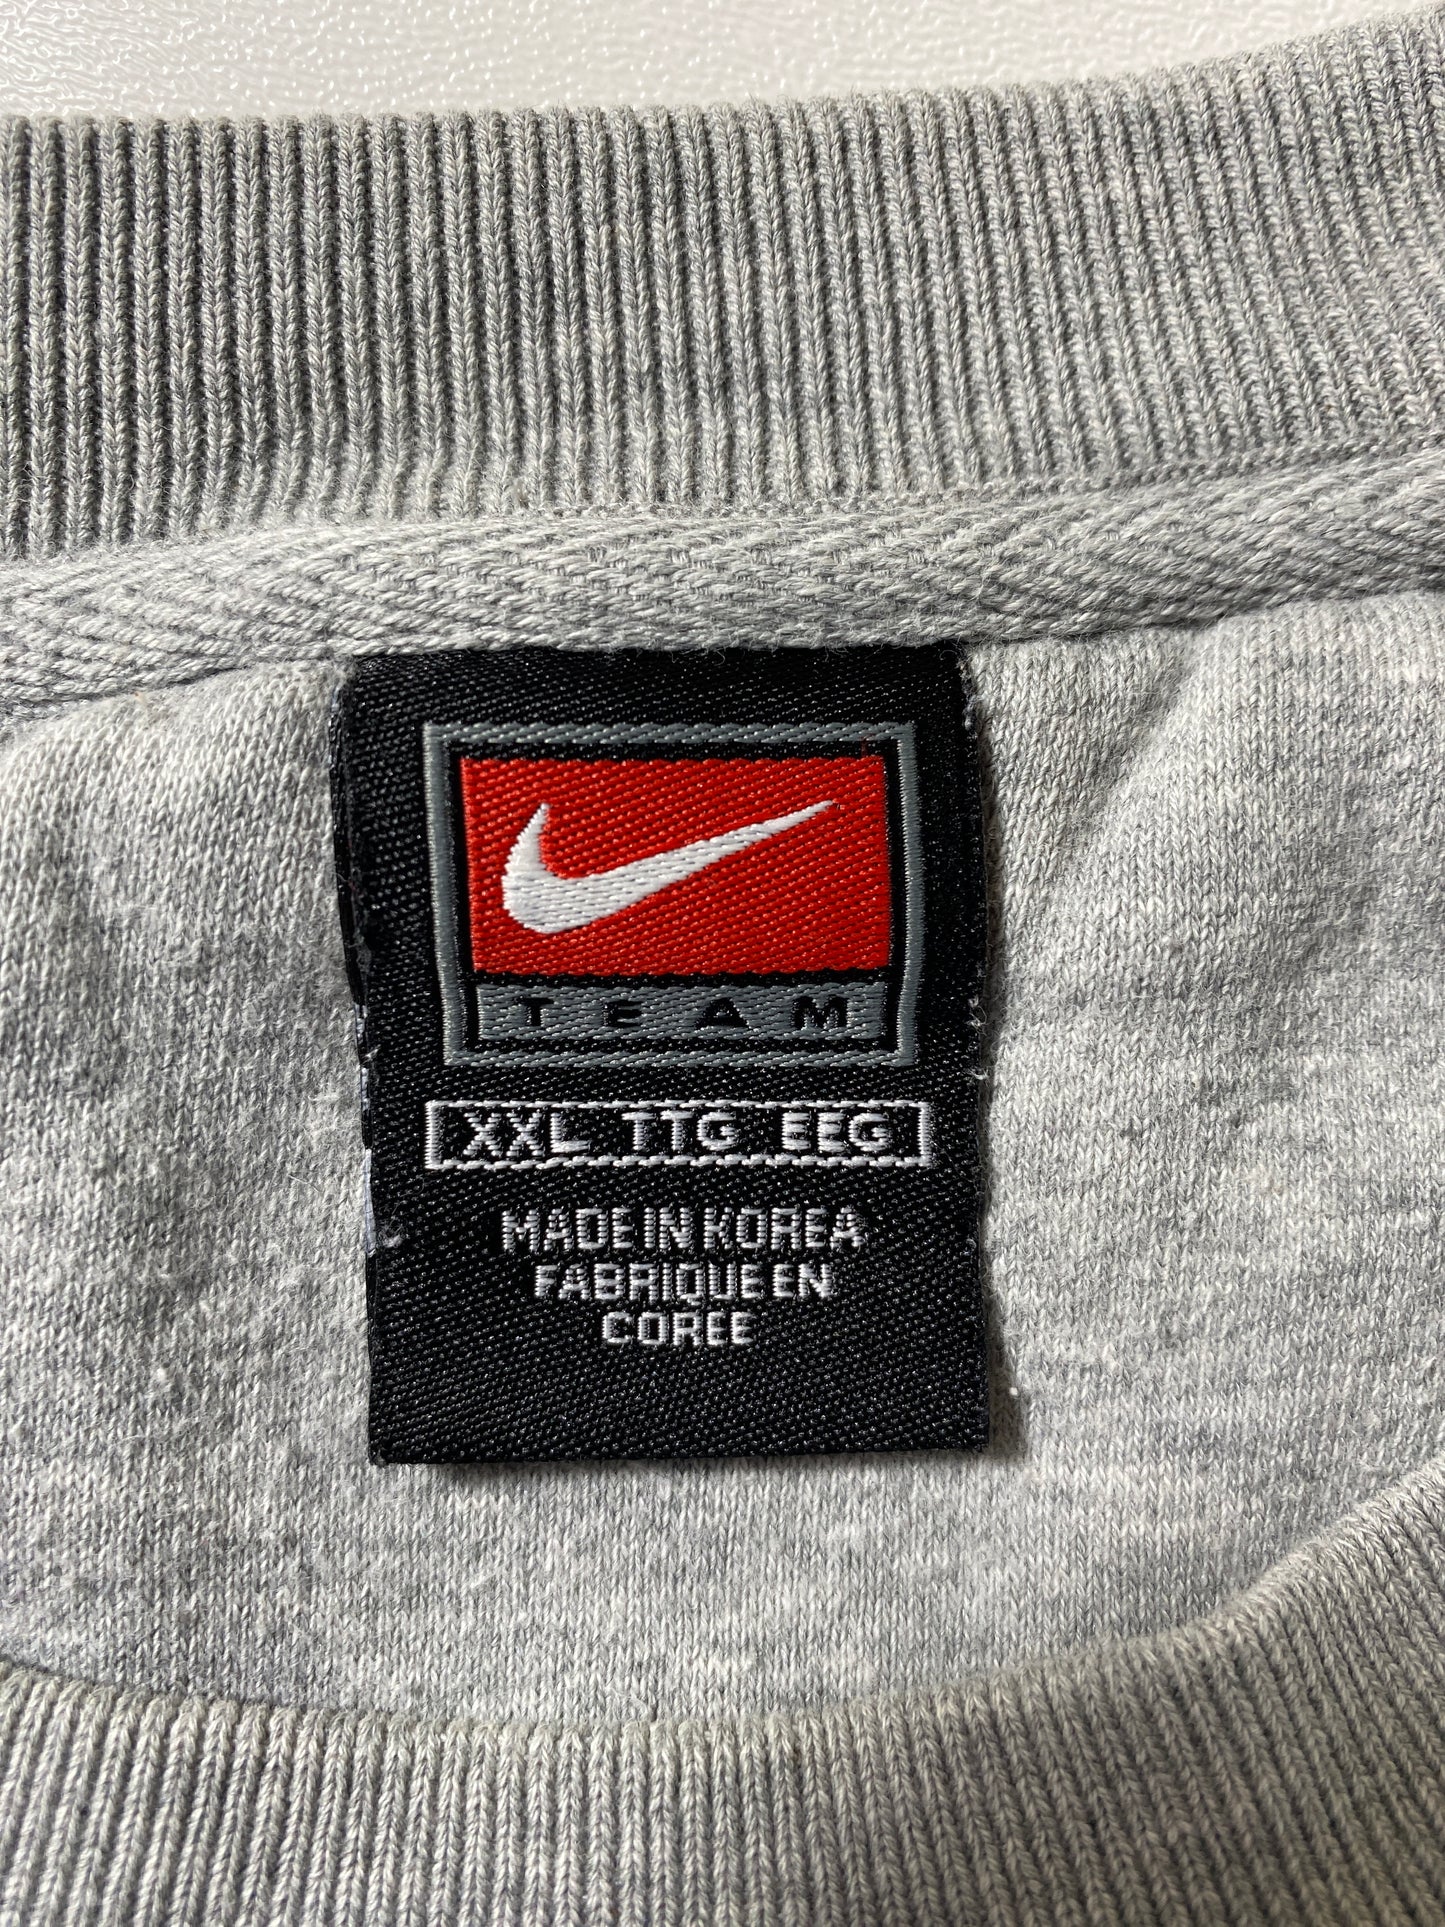 TEAM
XXL TTG EEG
MADE IN KOREA
FABRIQUE EN
COREE